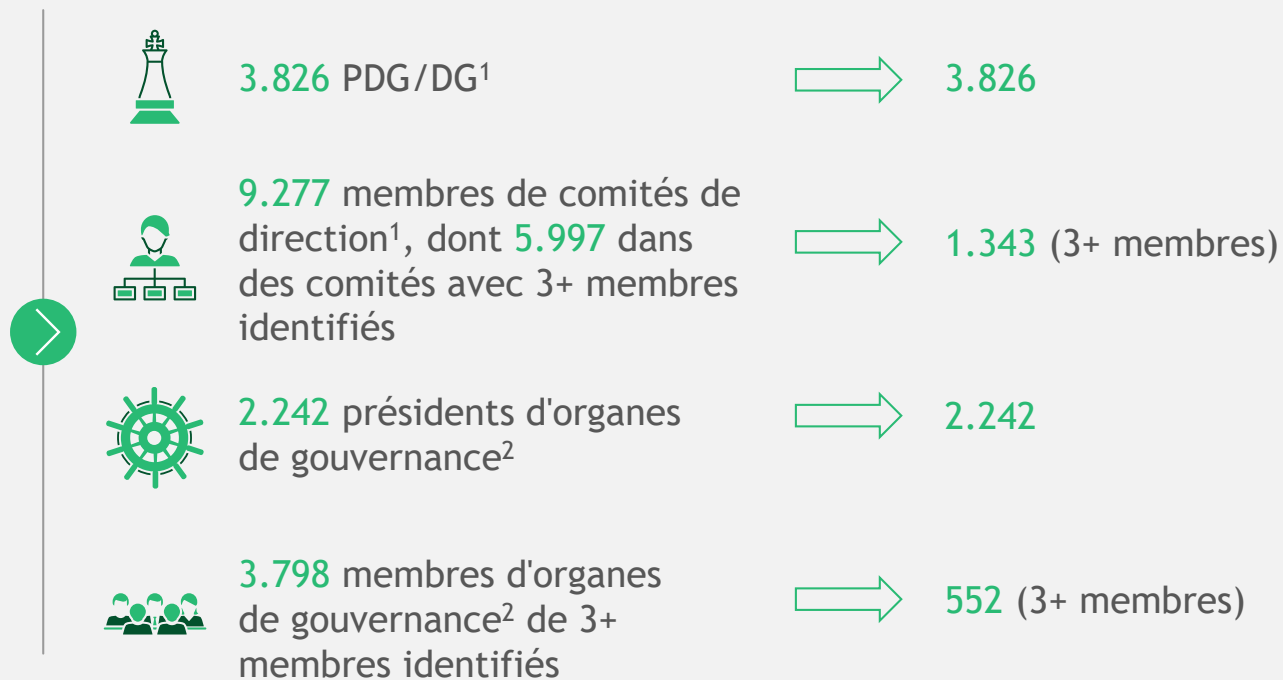 3.826 PDG/DG¹
3.826
9.277 membres de comités de
direction¹, dont 5.997 dans
des comités avec 3+ membres
identifiés
1.343 (3+ membres)
2.242 présidents d'organes
de gouvernance²
2.242
3.798 membres d'organes
de gouvernance² de 3+
membres identifiés
552 (3+ membres)